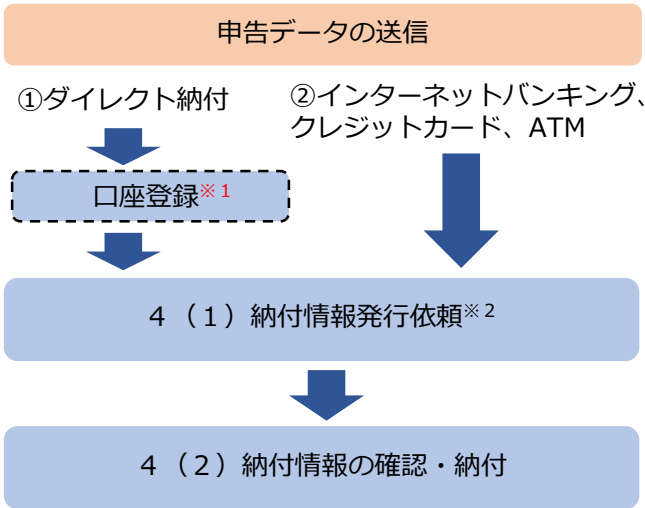 申告データの送信
①ダイレクト納付
②インターネットバンキング、
クレジットカード、ATM
口座登録※1
4（1）納付情報発行依頼※2
4（2）納付情報の確認・納付